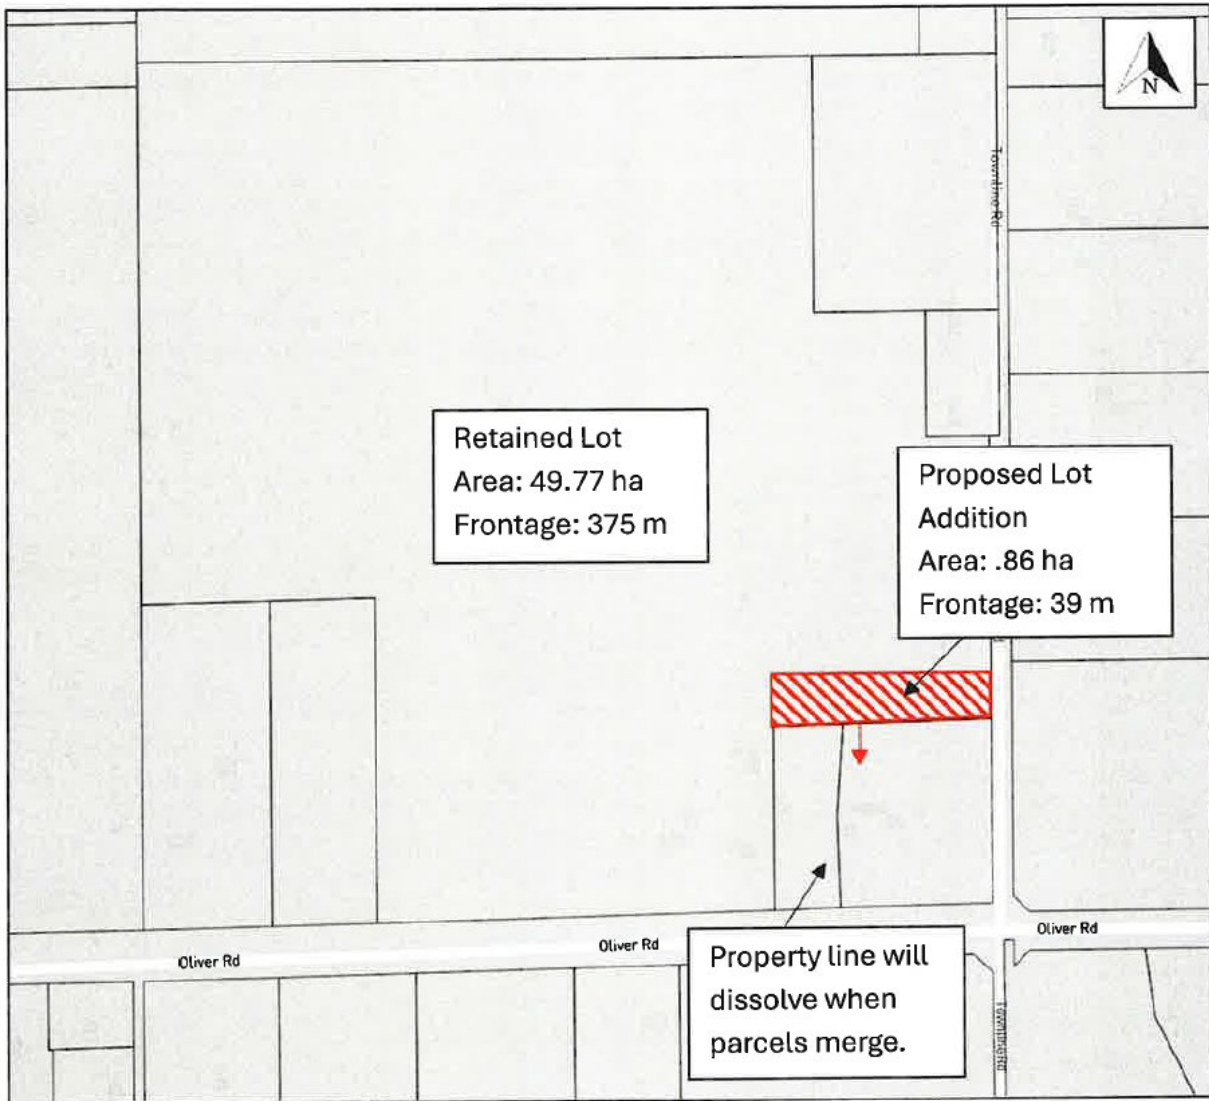 N
Townline Rd
Retained Lot
Area: 49.77 ha
Frontage: 375 m
Proposed Lot
Addition
Area: .86 ha
Frontage: 39 m
Oliver Rd
Oliver Rd
Oliver Rd
Property line will
dissolve when
parcels merge.
Townline Rd